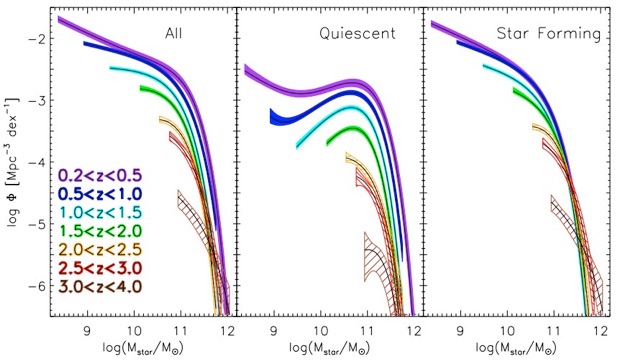 All
Quiescent
Star Forming
log Φ [Mpc⁻³ dex⁻¹]
-2
-3
-4
-5
-6
0.2<z<0.5
0.5<z<1.0
1.0<z<1.5
1.5<z<2.0
2.0<z<2.5
2.5<z<3.0
3.0<z<4.0
9 10 11 12 9 10 11 12 9 10 11 12
log(Mstar/M⊙) log(Mstar/M⊙) log(Mstar/M⊙)